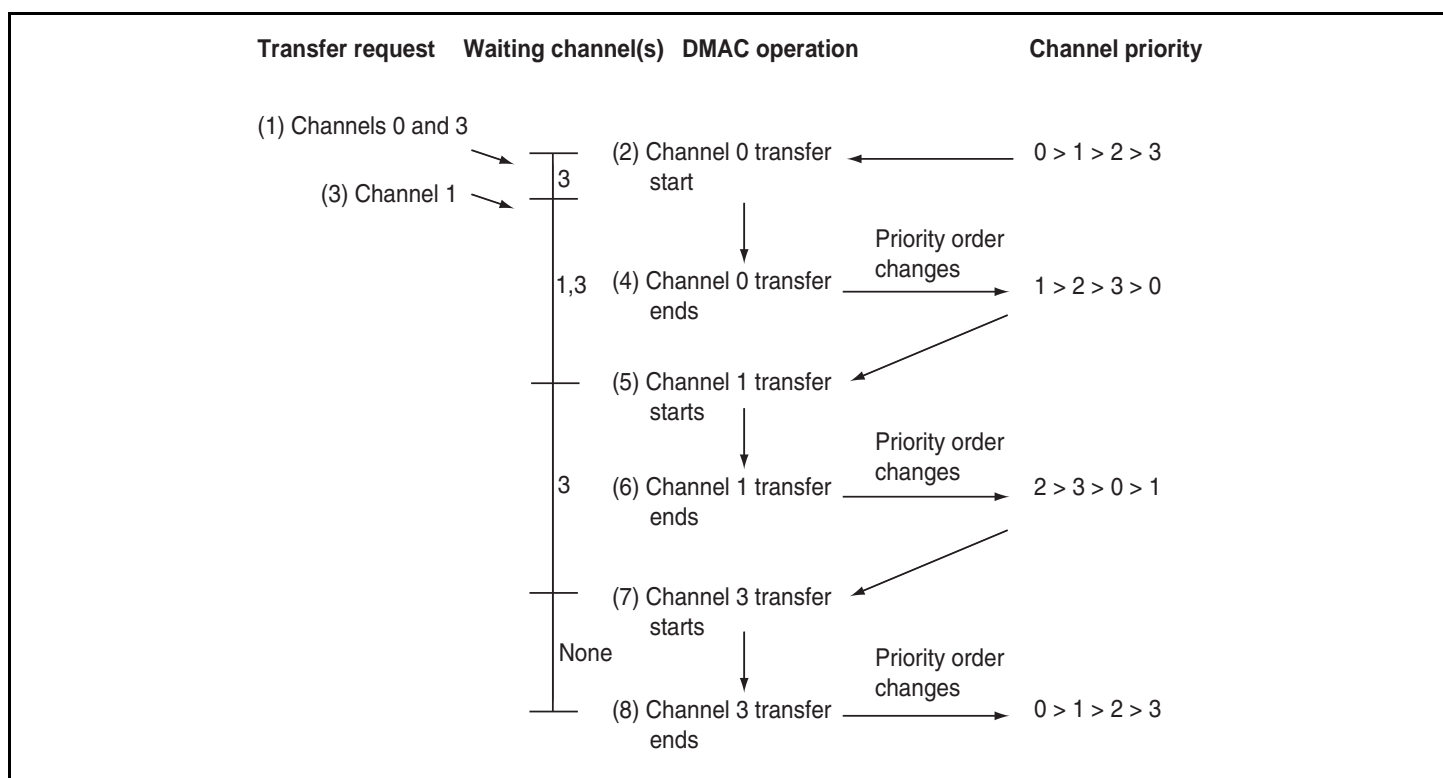 Transfer request Waiting channel(s) DMAC operation Channel priority
(1) Channels 0 and 3
(2) Channel 0 transfer
start
0 > 1 > 2 > 3
3
(3) Channel 1
Priority order
changes
1,3
(4) Channel 0 transfer
ends
1 > 2 > 3 > 0
(5) Channel 1 transfer
starts
Priority order
changes
3
(6) Channel 1 transfer
ends
2 > 3 > 0 > 1
(7) Channel 3 transfer
starts
None
Priority order
changes
(8) Channel 3 transfer
ends
0 > 1 > 2 > 3